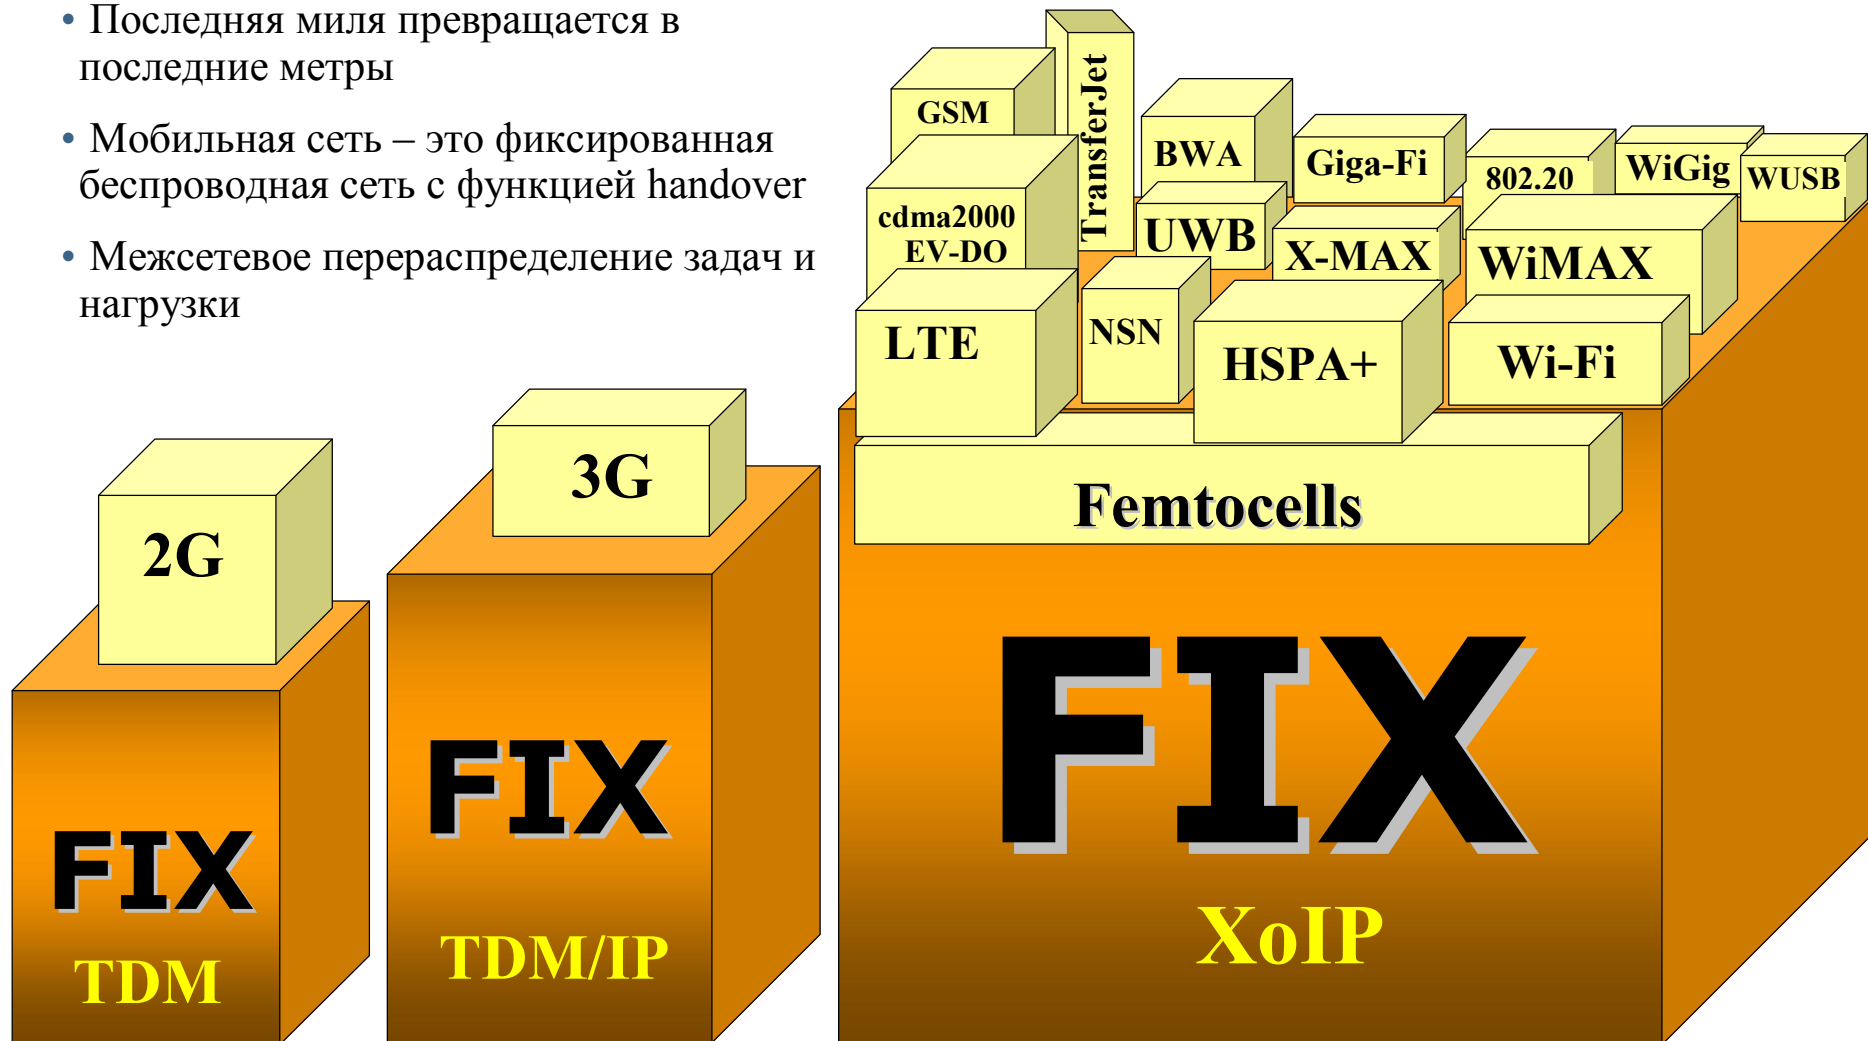 • Последняя миля превращается в
последние метры
• Мобильная сеть – это фиксированная
беспроводная сеть с функцией handover
• Межсетевое перераспределение задач и
нагрузки
2G
FIX
TDM
3G
FIX
TDM/IP
GSM
TransferJet
BWA
Giga-Fi
802.20
WiGig
WUSB
cdma2000
EV-DO
UWB
X-MAX
WiMAX
LTE
NSN
HSPA+
Wi-Fi
Femtocells
FIX
XoIP